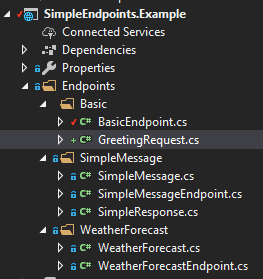 SimpleEndpoints.Example
Connected Services
Dependencies
Properties
Endpoints
Basic
C# BasicEndpoint.cs
C# GreetingRequest.cs
SimpleMessage
C# SimpleMessage.cs
C# SimpleMessageEndpoint.cs
C# SimpleResponse.cs
WeatherForecast
C# WeatherForecast.cs
C# WeatherForecastEndpoint.cs